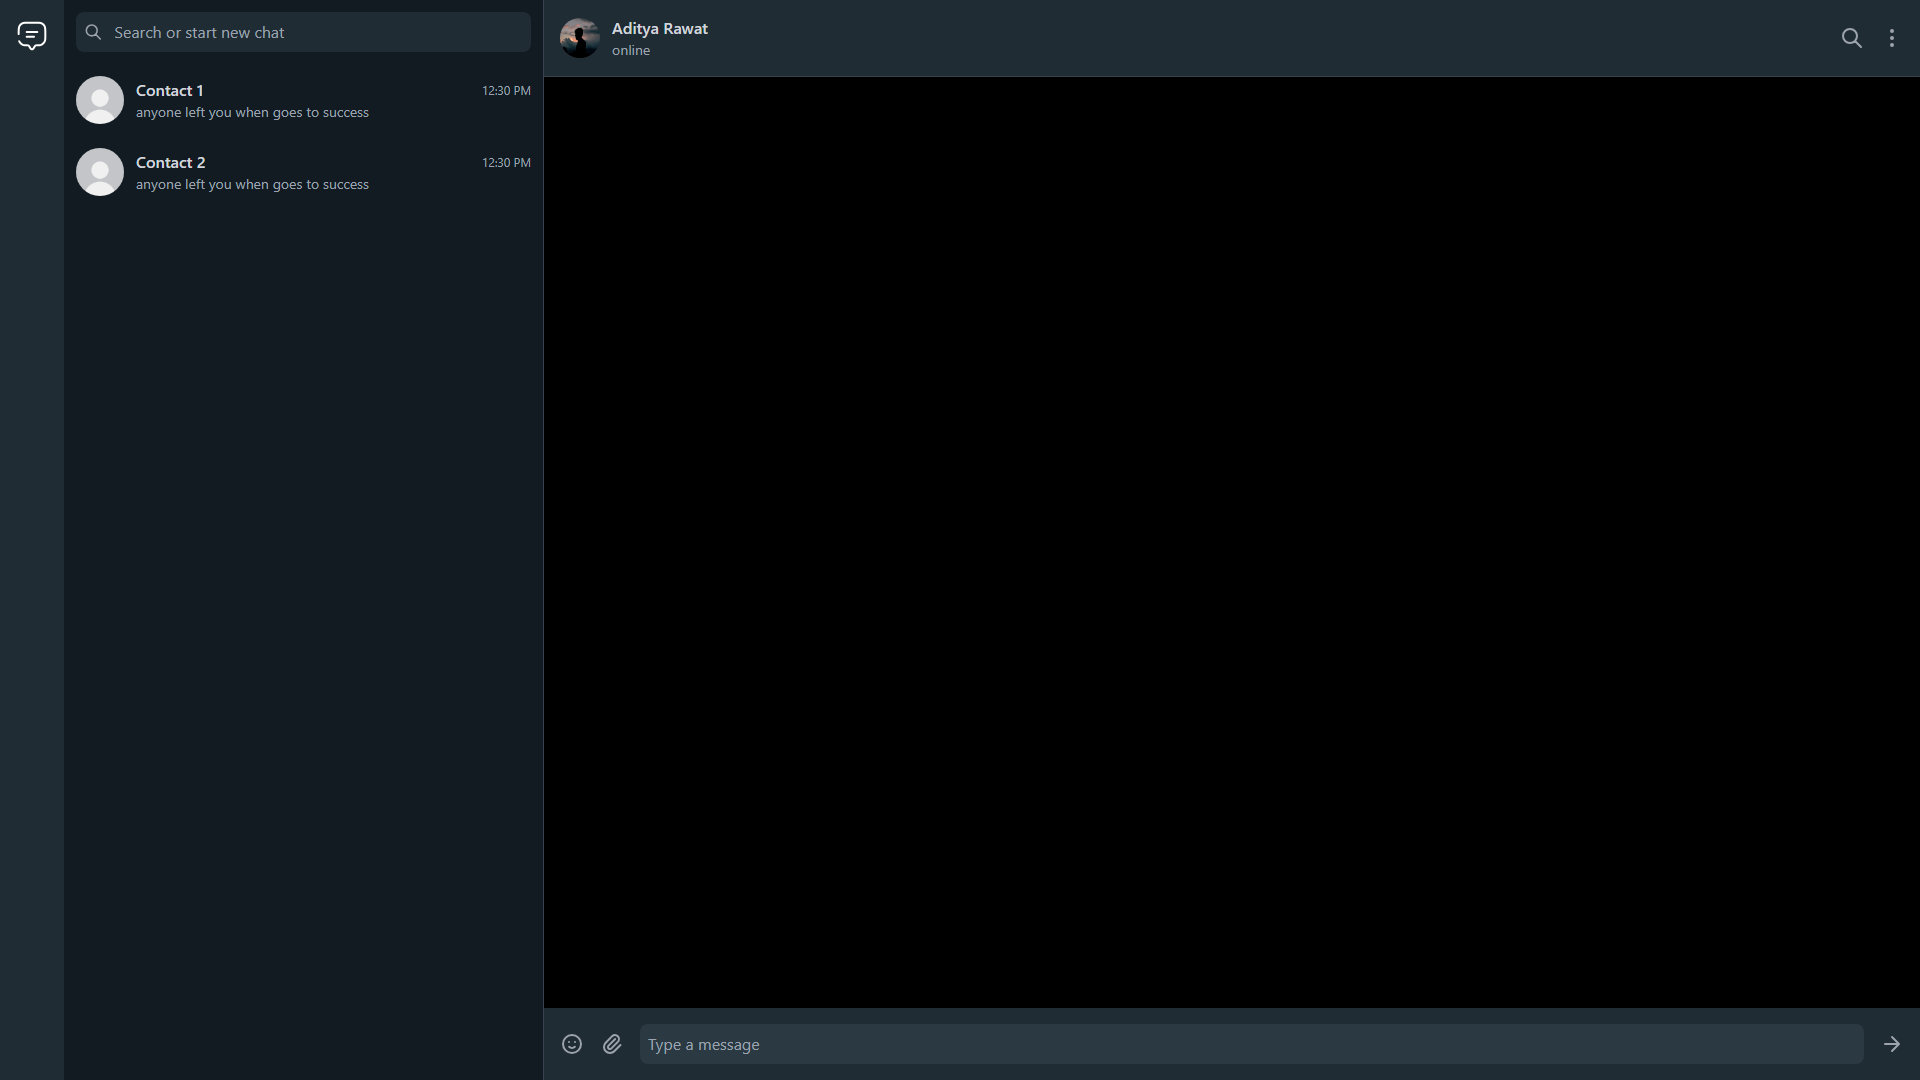 Search or start new chat
Contact 1
12:30 PM
anyone left you when goes to success
Contact 2
12:30 PM
anyone left you when goes to success
Aditya Rawat
online
Type a message